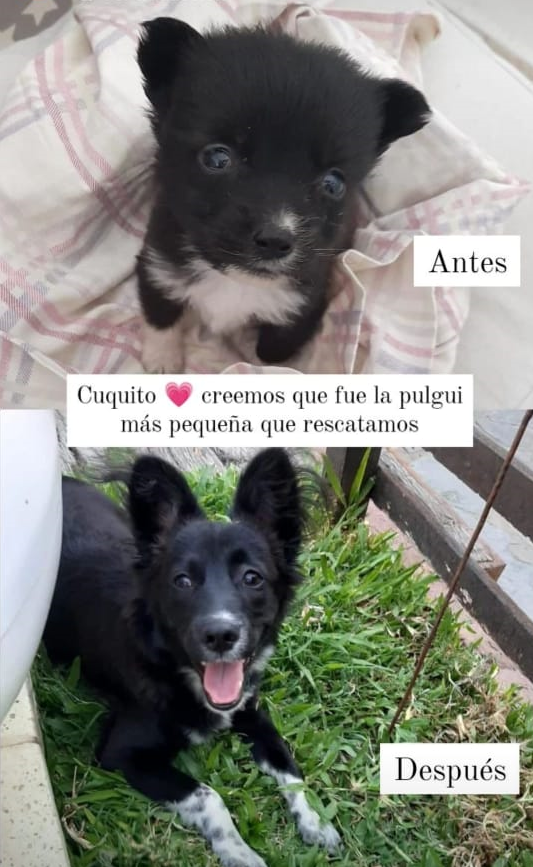 Antes
Cuquito 💗 creemos que fue la pulgui
más pequeña que rescatamos
Después